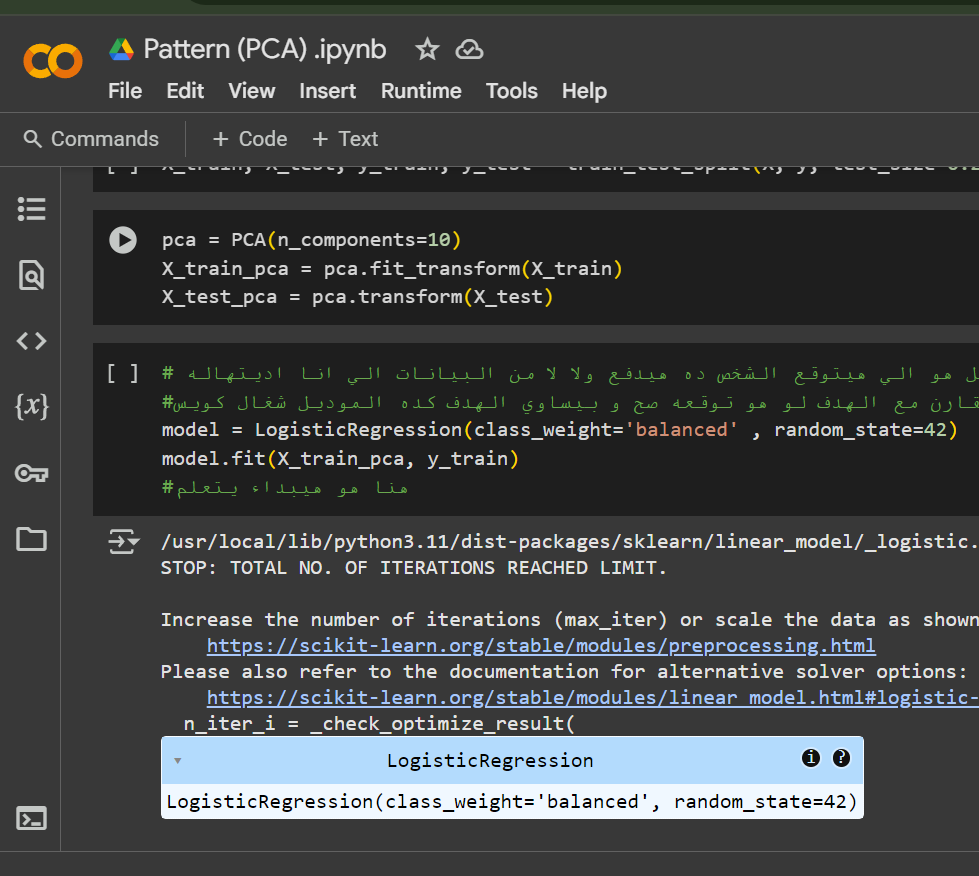 Pattern (PCA) .ipynb
File Edit View Insert Runtime Tools Help
Commands + Code + Text
[ ] X_train, X_test, y_train, y_test = train_test_split(X, y, test_size=0.2
pca = PCA(n_components=10)
X_train_pca = pca.fit_transform(X_train)
X_test_pca = pca.transform(X_test)
[ ] # هو الي هيتوقع الشخص ده هيدفع ولا لا من البيانات الي انا اديتهاله
#قارن مع الهدف لو هو توقعه صح و بيساوي الهدف كده الموديل شغال كويس
model = LogisticRegression(class_weight='balanced' , random_state=42)
model.fit(X_train_pca, y_train)
#هنا هو هيبداء يتعلم
/usr/local/lib/python3.11/dist-packages/sklearn/linear_model/_logistic.
STOP: TOTAL NO. OF ITERATIONS REACHED LIMIT.
Increase the number of iterations (max_iter) or scale the data as shown
https://scikit-learn.org/stable/modules/preprocessing.html
Please also refer to the documentation for alternative solver options:
https://scikit-learn.org/stable/modules/linear_model.html#logistic-
n_iter_i = _check_optimize_result(
LogisticRegression
LogisticRegression(class_weight='balanced', random_state=42)